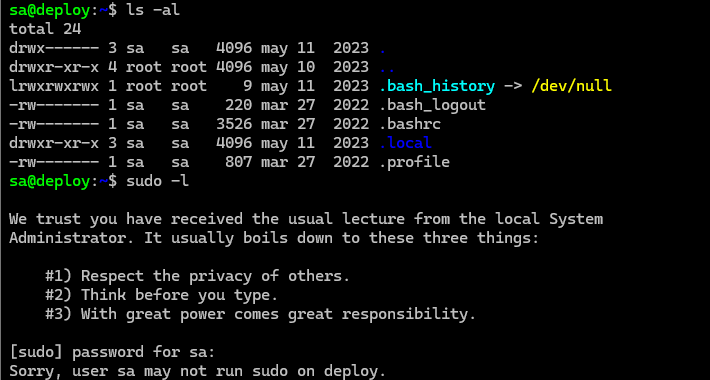 sa@deploy:~$ ls -al
total 24
drwx------ 3 sa   sa   4096 may 11  2023 .
drwxr-xr-x 4 root root 4096 may 10  2023 ..
lrwxrwxrwx 1 root root    9 may 11  2023 .bash_history -> /dev/null
-rw------- 1 sa   sa    220 mar 27  2022 .bash_logout
-rw------- 1 sa   sa   3526 mar 27  2022 .bashrc
drwxr-xr-x 3 sa   sa   4096 may 11  2023 .local
-rw------- 1 sa   sa    807 mar 27  2022 .profile
sa@deploy:~$ sudo -l
We trust you have received the usual lecture from the local System
Administrator. It usually boils down to these three things:
#1) Respect the privacy of others.
#2) Think before you type.
#3) With great power comes great responsibility.
[sudo] password for sa:
Sorry, user sa may not run sudo on deploy.